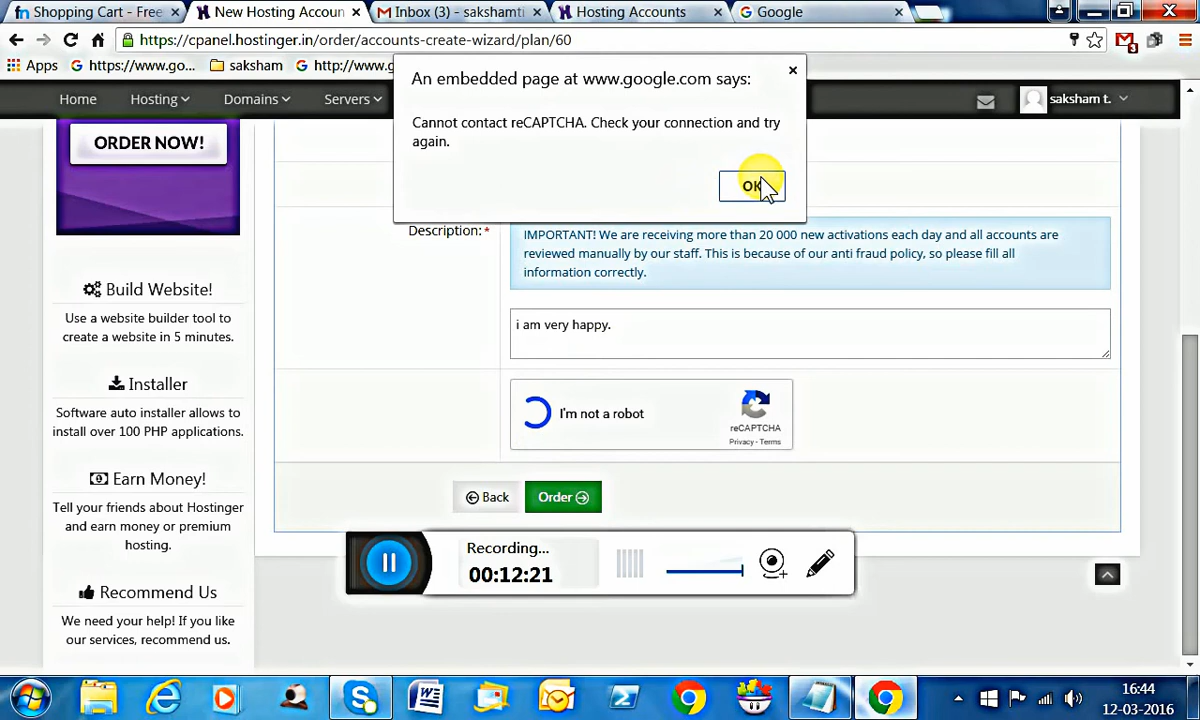 Shopping Cart - Free
New Hosting Accoun
Inbox (3) - sakshamti
Hosting Accounts
Google
https://cpanel.hostinger.in/order/accounts-create-wizard/plan/60
Apps
https://www.go...
saksham
http://www.g
3
An embedded page at www.google.com says:
Cannot contact reCAPTCHA. Check your connection and try
again.
OK
Home
Hosting
Domains
Servers
saksham t.
ORDER NOW!
Build Website!
Use a website builder tool to
create a website in 5 minutes.
Installer
Software auto installer allows to
install over 100 PHP applications.
Earn Money!
Tell your friends about Hostinger
and earn money or premium
hosting.
Recommend Us
We need your help! If you like
our services, recommend us.
Description:*
IMPORTANT! We are receiving more than 20 000 new activations each day and all accounts are
reviewed manually by our staff. This is because of our anti fraud policy, so please fill all
information correctly.
i am very happy.
I'm not a robot
reCAPTCHA
Privacy - Terms
Back
Order
Recording...
00:12:21
16:44
12-03-2016